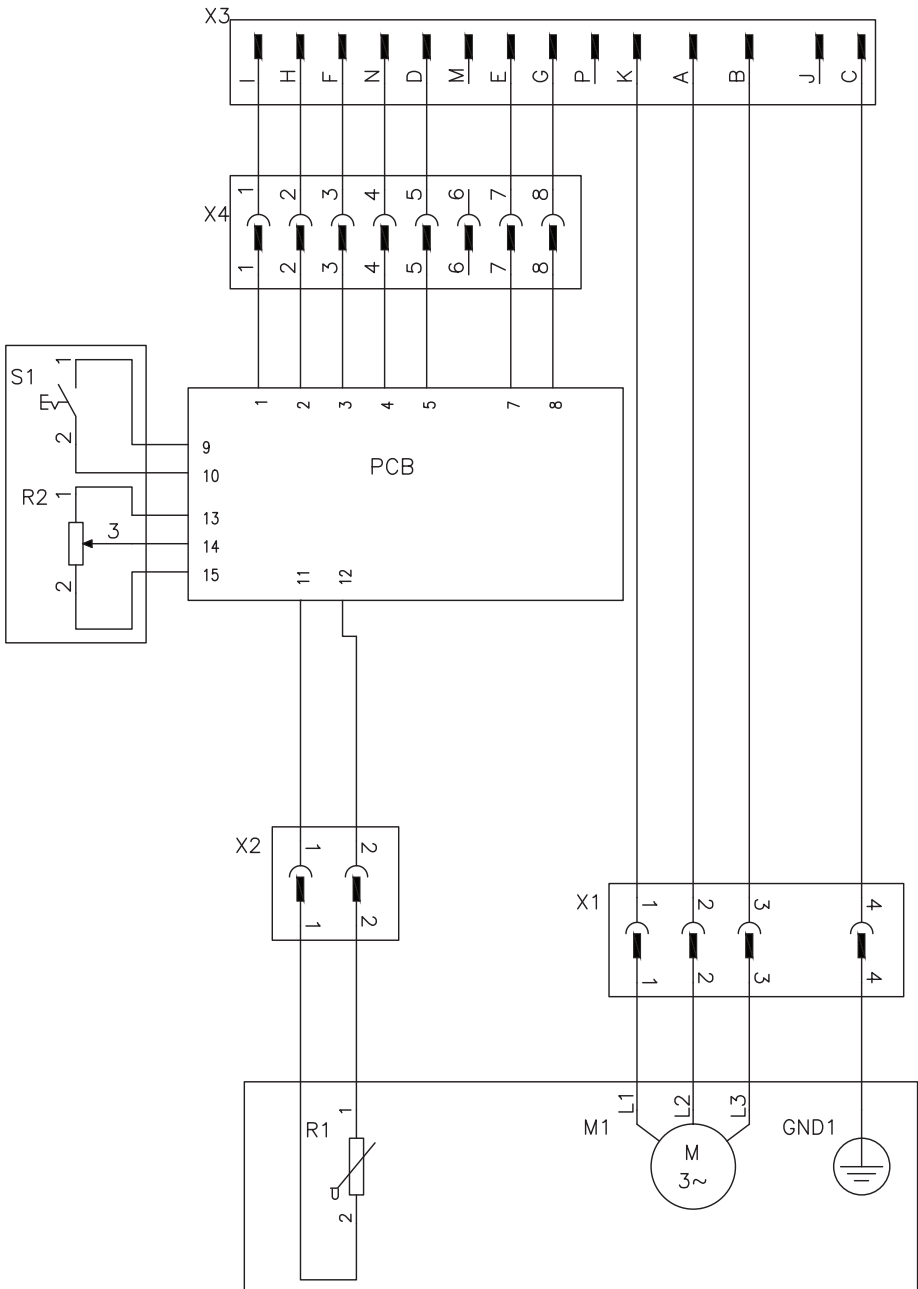 X3
I H F N D M E G P K A B J C
1 2 3 4 5 6 7 8
X4
1 2 3 4 5 6 7 8
S1
1
2
1 2 3 4 5 7 8
9
10
PCB
R2
1
3
2
13
14
15
11 12
X2
1 2
1 2
X1
1 2 3 4
1 2 3 4
R1
1
2
M1
L1 L2 L3
M
3~
GND1